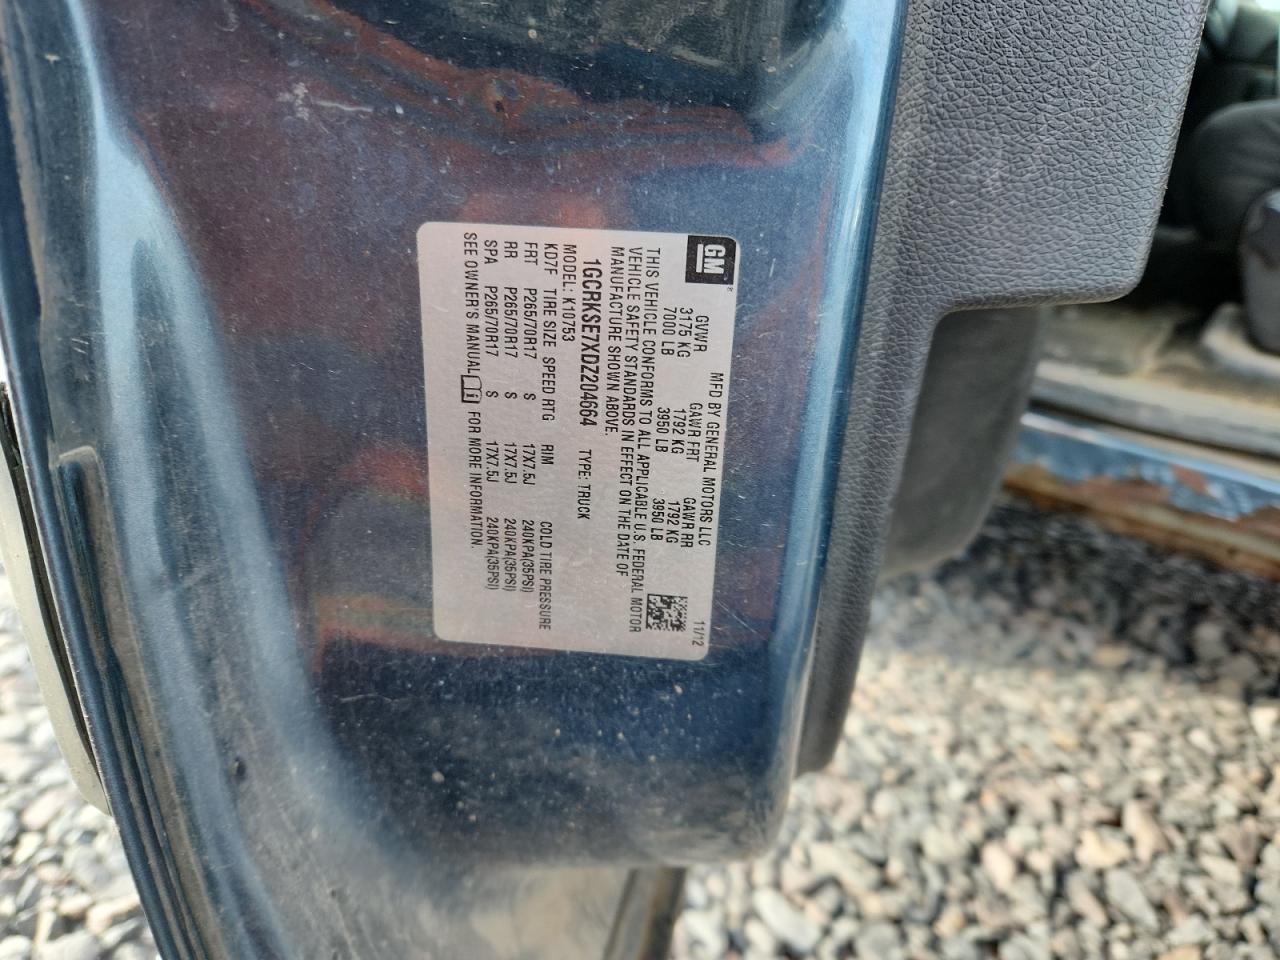 GM ®
MFD BY GENERAL MOTORS LLC 11/12
GVWR GAWR FRT GAWR RR
3175 KG 1792 KG 1792 KG
7000 LB 3950 LB 3950 LB
THIS VEHICLE CONFORMS TO ALL APPLICABLE U.S. FEDERAL MOTOR
VEHICLE SAFETY STANDARDS IN EFFECT ON THE DATE OF
MANUFACTURE SHOWN ABOVE.
1GCRKSE7XDZ204664 TYPE: TRUCK
MODEL: K10753
KD7F TIRE SIZE SPEED RTG RIM COLD TIRE PRESSURE
FRT P265/70R17 S 17X7.5J 240KPA(35PSI)
RR P265/70R17 S 17X7.5J 240KPA(35PSI)
SPA P265/70R17 S 17X7.5J 240KPA(35PSI)
SEE OWNER'S MANUAL FOR MORE INFORMATION.